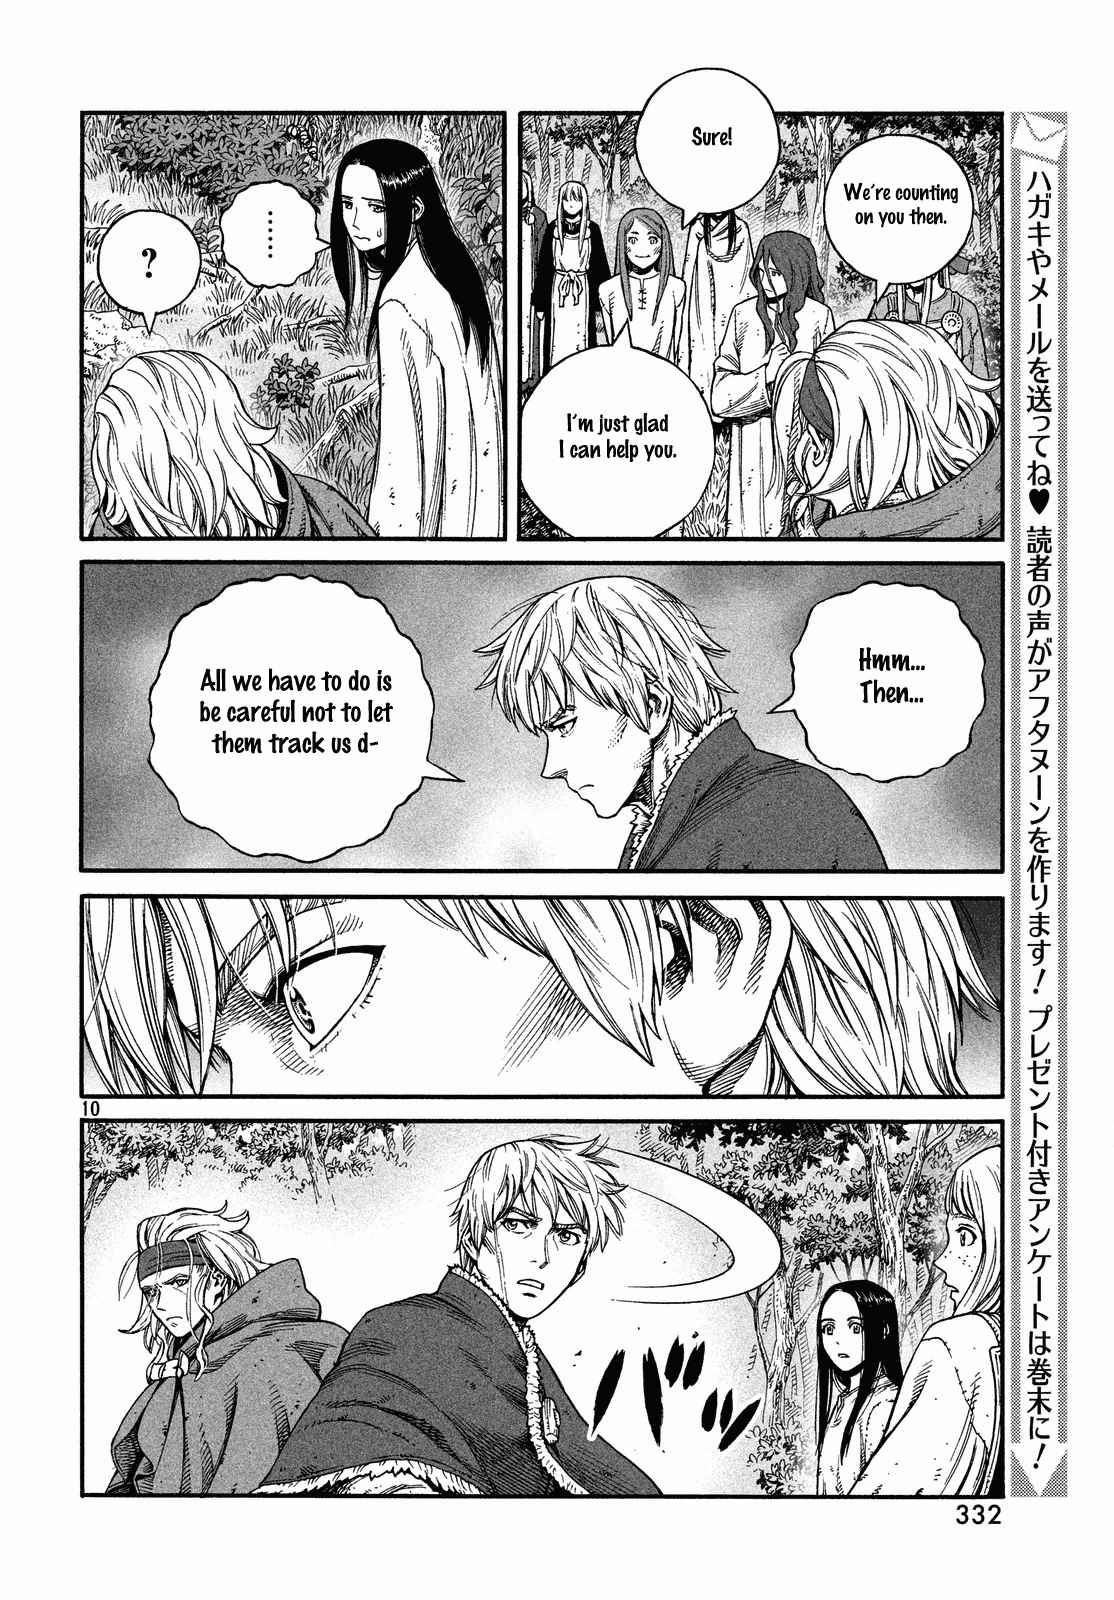 Sure!
We're counting
on you then.
I'm just glad
I can help you.
......
?
Hmm...
Then...
All we have to do is
be careful not to let
them track us d-
10
バッ
ハガキやメールを送ってね♥ 読者の声がアフタヌーンを作ります! プレゼント付きアンケートは巻末に!
332